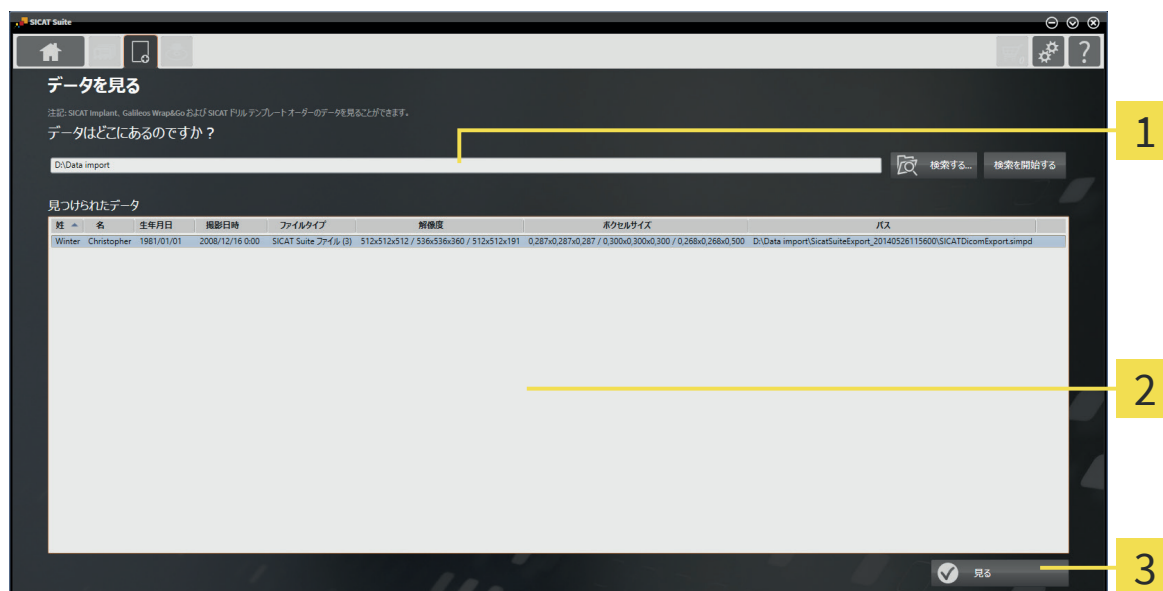 SICAT Suite
?
データを見る
注記: SICAT Implant、Galileos Wrap&Go および SICAT ドリル テンプレート オーダーのデータを見ることができます。
データはどこにあるのですか？
1
D:\Data import
検索する... 検索を開始する
見つけられたデータ
姓 名 生年月日 撮影日時 ファイルタイプ 解像度 ボクセルサイズ パス
Winter Christopher 1981/01/01 2008/12/16 0:00 SICAT Suite ファイル (3) 512x512x512 / 536x536x360 / 512x512x191 0,287x0,287x0,287 / 0,300x0,300x0,300 / 0,268x0,268x0,500 D:\Data import\SicatSuiteExport_20140526115600\SICATDicomExport.simpd
2
見る
3